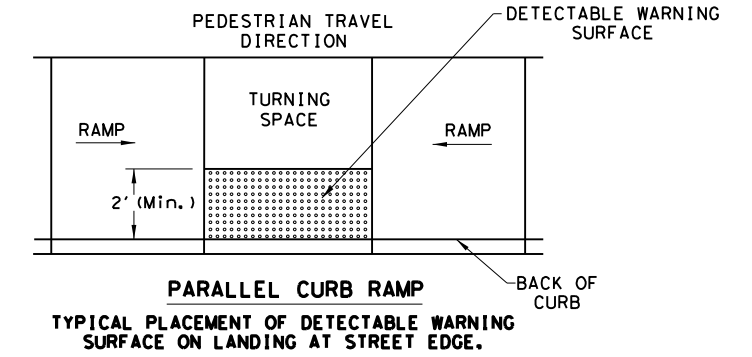 PEDESTRIAN TRAVEL
DIRECTION
DETECTABLE WARNING
SURFACE
TURNING
SPACE
RAMP
RAMP
2' (Min.)
BACK OF
CURB
PARALLEL CURB RAMP
TYPICAL PLACEMENT OF DETECTABLE WARNING
SURFACE ON LANDING AT STREET EDGE.